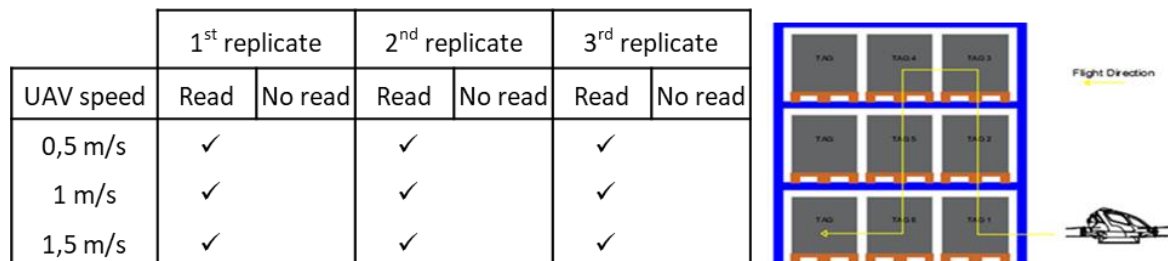 1st replicate 2nd replicate 3rd replicate
UAV speed Read No read Read No read Read No read
0,5 m/s ✓ ✓ ✓
1 m/s ✓ ✓ ✓
1,5 m/s ✓ ✓ ✓
TAG TAG 4 TAG 3
Flight Direction
TAG TAG 5 TAG 2
TAG TAG 6 TAG 1